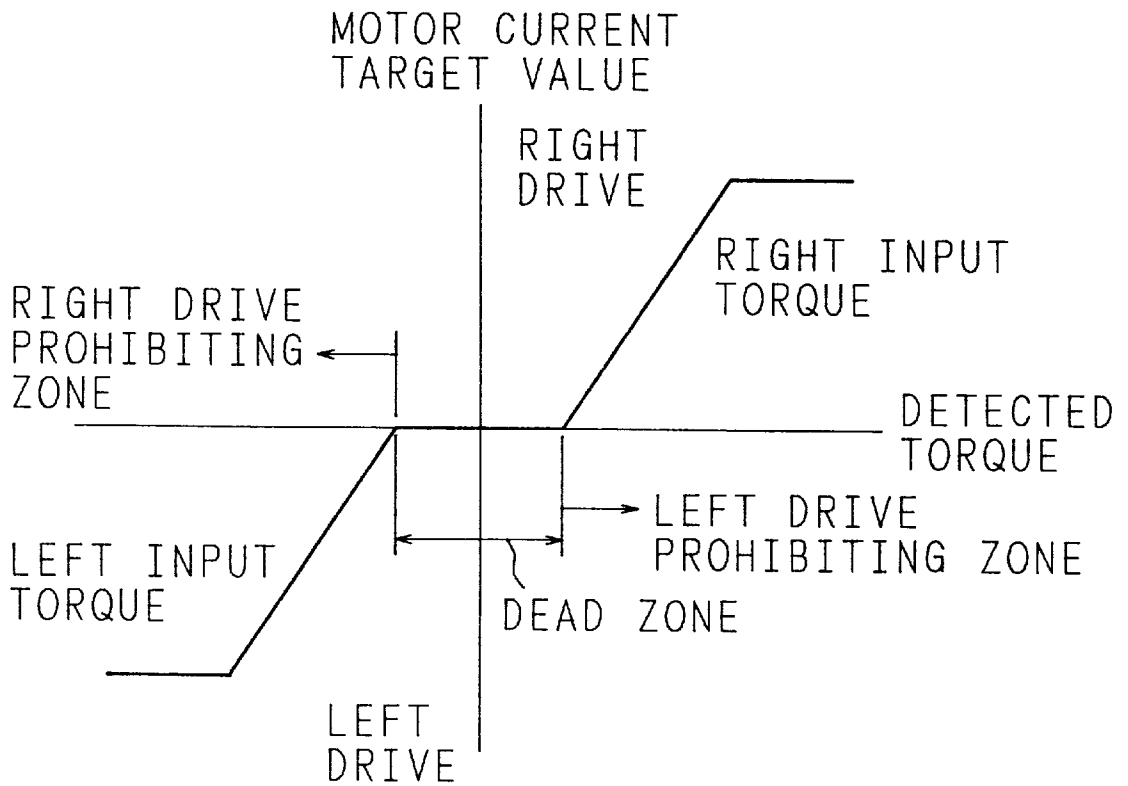 MOTOR CURRENT
TARGET VALUE
RIGHT
DRIVE
RIGHT INPUT
TORQUE
RIGHT DRIVE
PROHIBITING
ZONE
DETECTED
TORQUE
LEFT DRIVE
PROHIBITING ZONE
LEFT INPUT
TORQUE
DEAD ZONE
LEFT
DRIVE